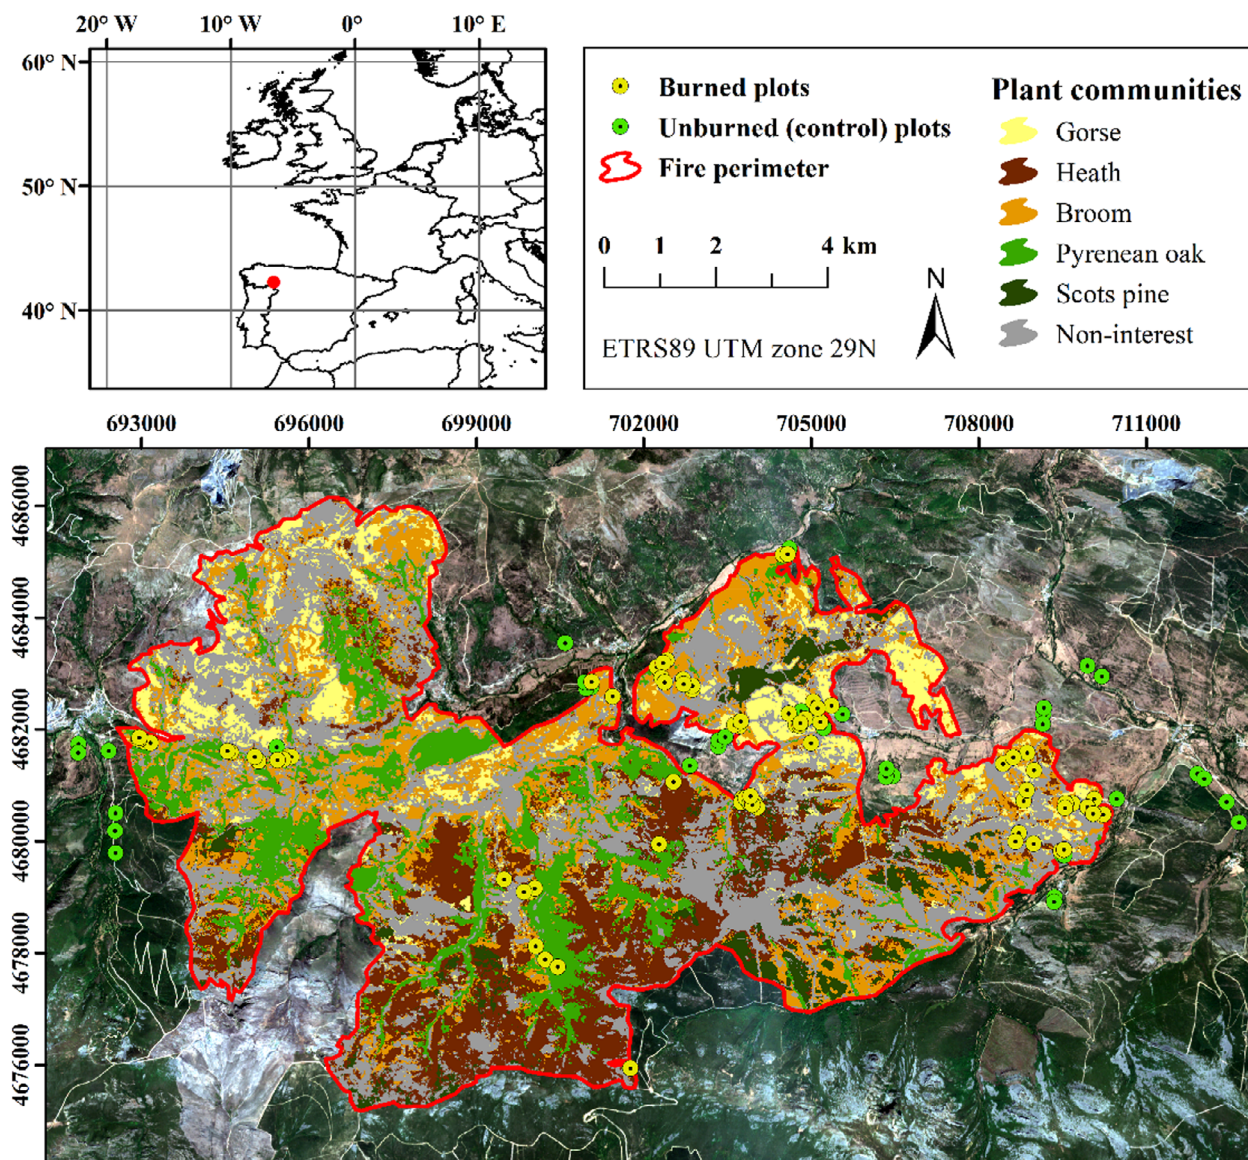 20° W 10° W 0° 10° E
60° N
50° N
40° N
Burned plots
Unburned (control) plots
Fire perimeter
0 1 2 4 km
N
ETRS89 UTM zone 29N
Plant communities
Gorse
Heath
Broom
Pyrenean oak
Scots pine
Non-interest
693000 696000 699000 702000 705000 708000 711000
4686000
4684000
4682000
4680000
4678000
4676000